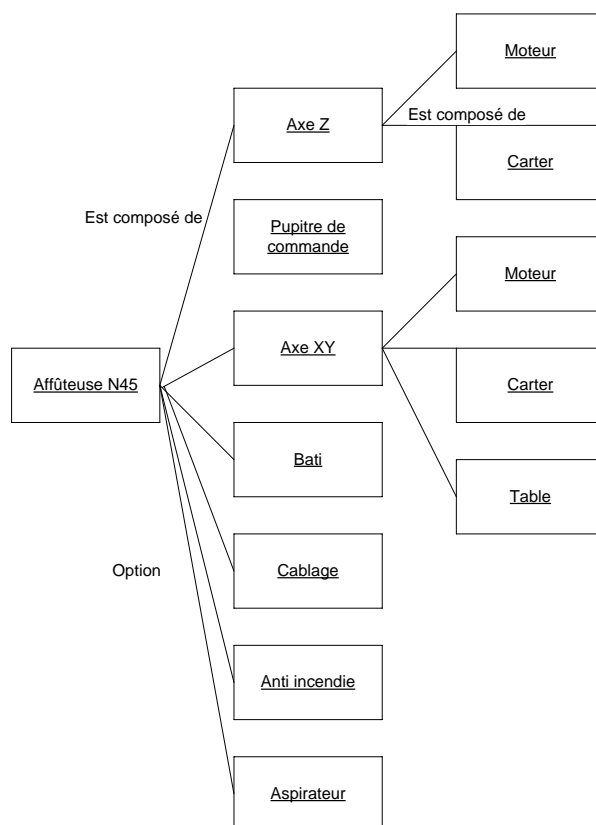 Moteur
Axe Z
Est composé de
Carter
Est composé de
Pupitre de
commande
Moteur
Axe XY
Affûteuse N45
Carter
Bati
Table
Option
Cablage
Anti incendie
Aspirateur